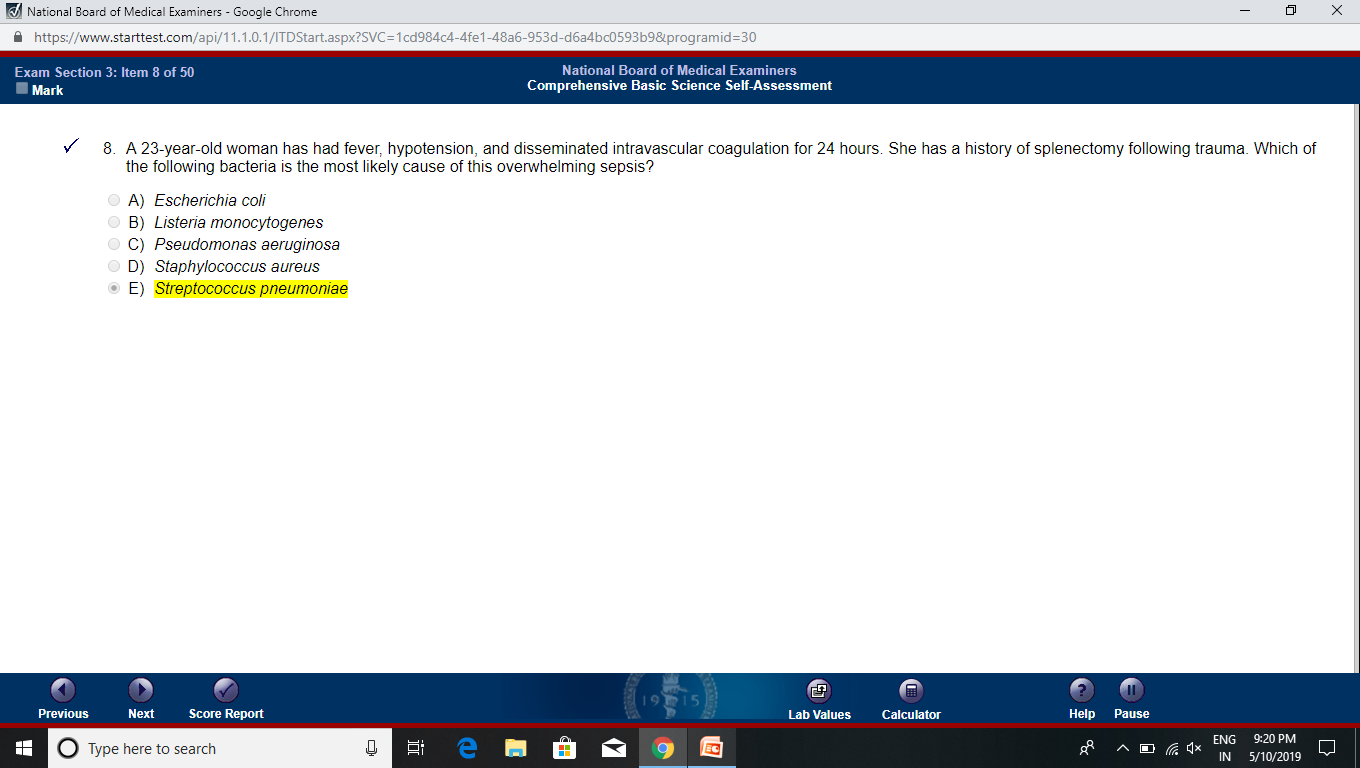 National Board of Medical Examiners - Google Chrome
https://www.starttest.com/api/11.1.0.1/ITDStart.aspx?SVC=1cd984c4-4fe1-48a6-953d-d6a4bc0593b9&programid=30
Exam Section 3: Item 8 of 50
National Board of Medical Examiners
Mark
Comprehensive Basic Science Self-Assessment
8. A 23-year-old woman has had fever, hypotension, and disseminated intravascular coagulation for 24 hours. She has a history of splenectomy following trauma. Which of
the following bacteria is the most likely cause of this overwhelming sepsis?
A) Escherichia coli
B) Listeria monocytogenes
C) Pseudomonas aeruginosa
D) Staphylococcus aureus
E) Streptococcus pneumoniae
19 15
Previous Next Score Report Lab Values Calculator Help Pause
Type here to search
ENG 9:20 PM
IN 5/10/2019